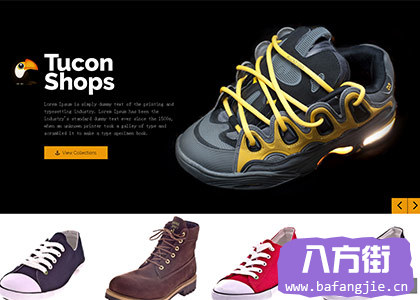 Tucon
Shops
Lorem Ipsum is simply dummy text of the printing and
typesetting industry. Lorem Ipsum has been the
industry's standard dummy text ever since the 1500s,
when an unknown printer took a galley of type and
scrambled it to make a type specimen book.
View Collections
八方街
www.bafangjie.cn